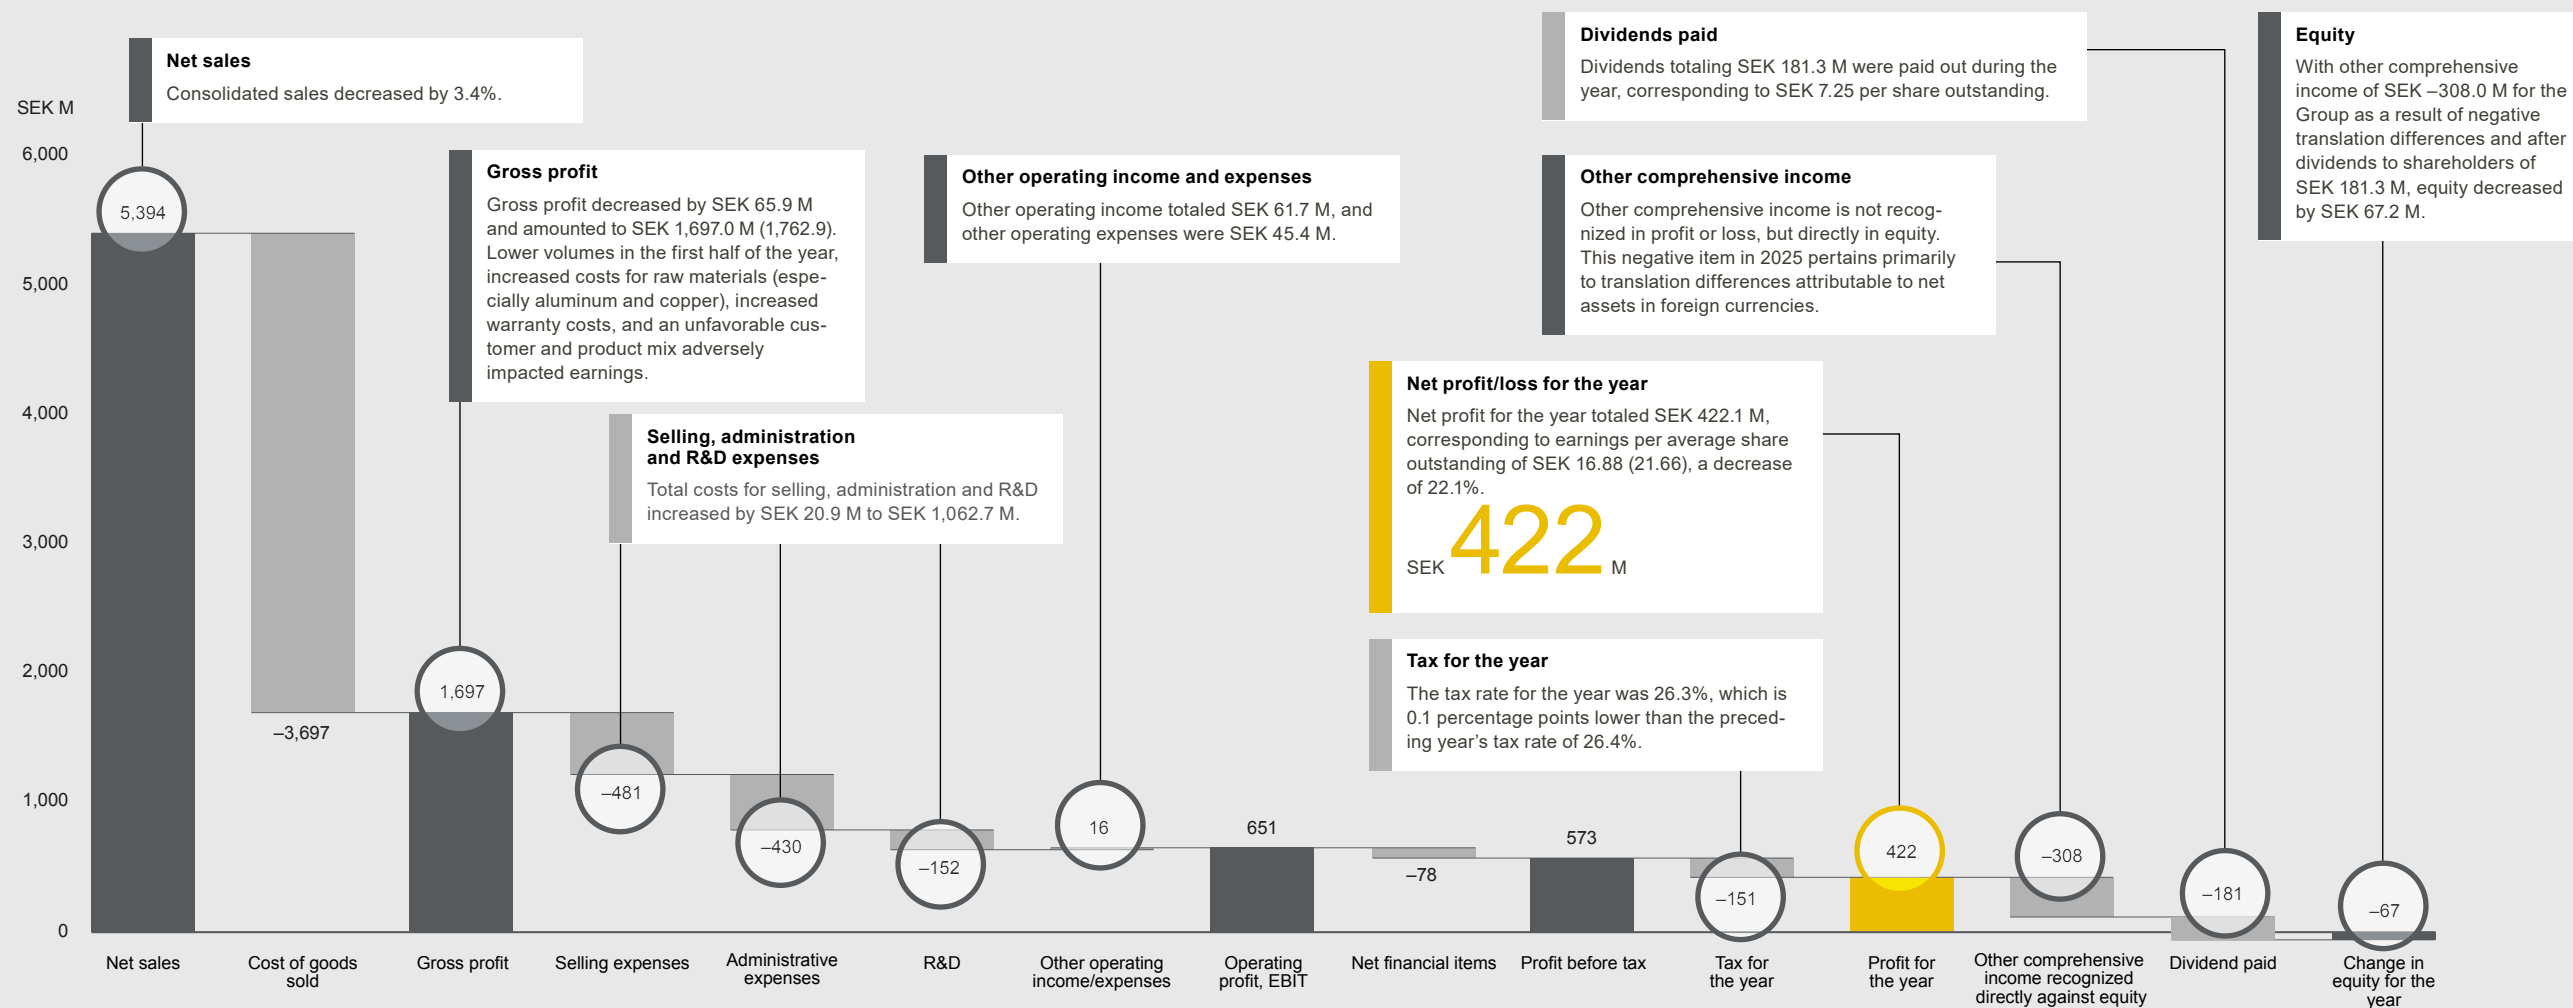 Net sales
Consolidated sales decreased by 3.4%.
Gross profit
Gross profit decreased by SEK 65.9 M
and amounted to SEK 1,697.0 M (1,762.9).
Lower volumes in the first half of the year,
increased costs for raw materials (espe-
cially aluminum and copper), increased
warranty costs, and an unfavorable cus-
tomer and product mix adversely
impacted earnings.
Selling, administration
and R&D expenses
Total costs for selling, administration and R&D
increased by SEK 20.9 M to SEK 1,062.7 M.
Other operating income and expenses
Other operating income totaled SEK 61.7 M, and
other operating expenses were SEK 45.4 M.
Dividends paid
Dividends totaling SEK 181.3 M were paid out during the
year, corresponding to SEK 7.25 per share outstanding.
Other comprehensive income
Other comprehensive income is not recog-
nized in profit or loss, but directly in equity.
This negative item in 2025 pertains primarily
to translation differences attributable to net
assets in foreign currencies.
Net profit/loss for the year
Net profit for the year totaled SEK 422.1 M,
corresponding to earnings per average share
outstanding of SEK 16.88 (21.66), a decrease
of 22.1%.
SEK 422 M
Tax for the year
The tax rate for the year was 26.3%, which is
0.1 percentage points lower than the preced-
ing year’s tax rate of 26.4%.
Equity
With other comprehensive
income of SEK –308.0 M for the
Group as a result of negative
translation differences and after
dividends to shareholders of
SEK 181.3 M, equity decreased
by SEK 67.2 M.
SEK M
6,000
5,000
4,000
3,000
2,000
1,000
0
5,394
–3,697
1,697
–481
–430
–152
16
651
–78
573
–151
422
–308
–181
–67
Net sales
Cost of goods
sold
Gross profit
Selling expenses
Administrative
expenses
R&D
Other operating
income/expenses
Operating
profit, EBIT
Net financial items
Profit before tax
Tax for
the year
Profit for
the year
Other comprehensive
income recognized
directly against equity
Dividend paid
Change in
equity for the
year